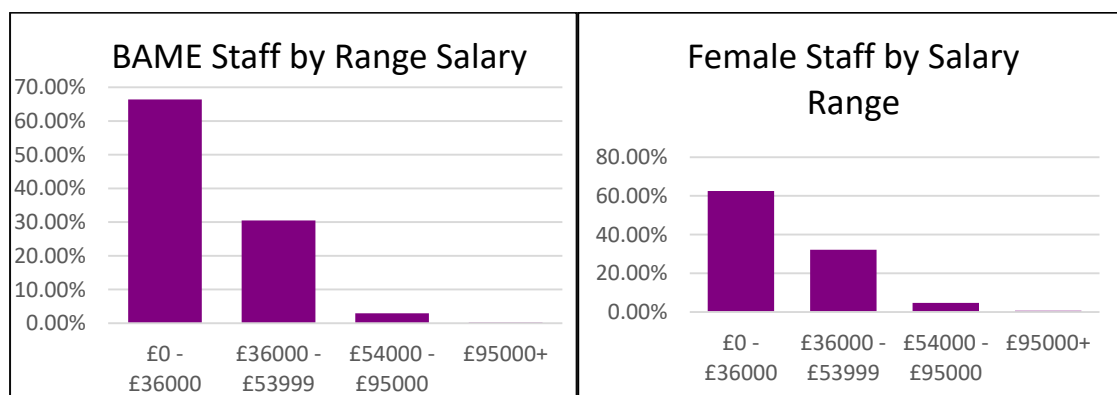 BAME Staff by Range Salary
70.00%
60.00%
50.00%
40.00%
30.00%
20.00%
10.00%
0.00%
£0 - £36000 - £54000 - £95000+
£36000 £53999 £95000
Female Staff by Salary
Range
80.00%
60.00%
40.00%
20.00%
0.00%
£0 - £36000 - £54000 - £95000+
£36000 £53999 £95000